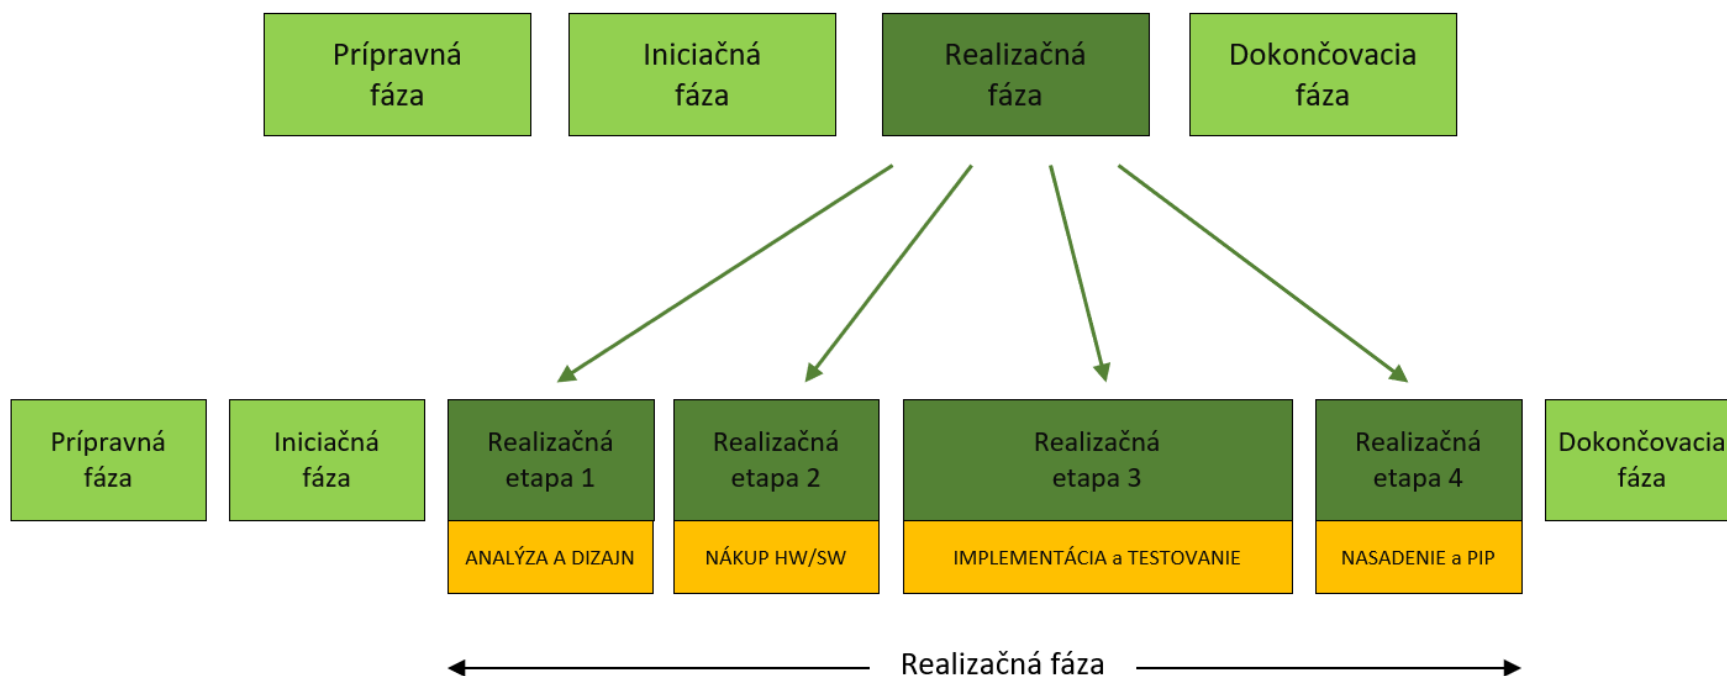 Prípravná
fáza
Iniciačná
fáza
Realizačná
fáza
Dokončovacia
fáza
Prípravná
fáza
Iniciačná
fáza
Realizačná
etapa 1
Realizačná
etapa 2
Realizačná
etapa 3
Realizačná
etapa 4
Dokončovacia
fáza
ANALÝZA A DIZAJN
NÁKUP HW/SW
IMPLEMENTÁCIA a TESTOVANIE
NASADENIE a PIP
Realizačná fáza